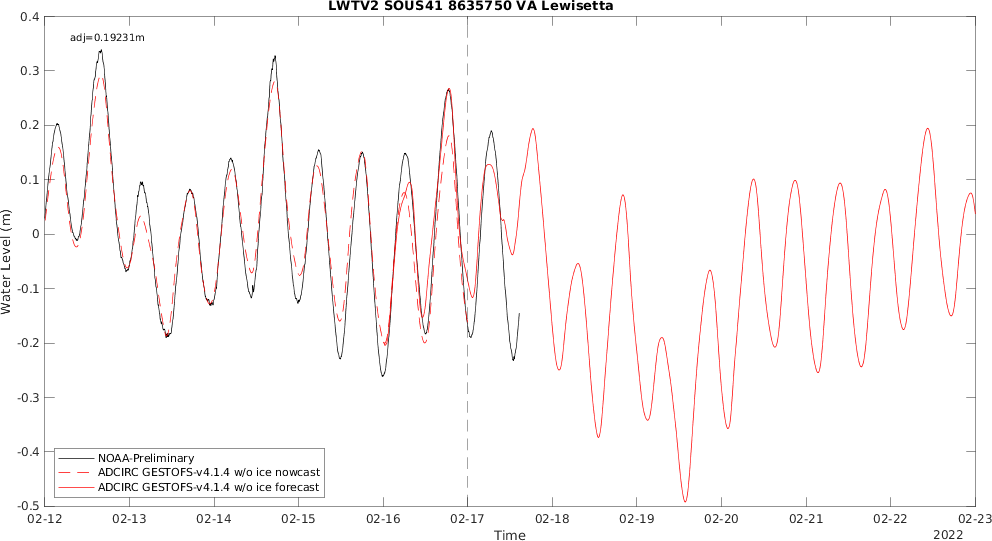 LWTV2 SOUS41 8635750 VA Lewisetta
adj=0.19231m
Water Level (m)
0.4
0.3
0.2
0.1
0
-0.1
-0.2
-0.3
-0.4
-0.5
NOAA-Preliminary
ADCIRC GESTOFS-v4.1.4 w/o ice nowcast
ADCIRC GESTOFS-v4.1.4 w/o ice forecast
02-12 02-13 02-14 02-15 02-16 02-17 02-18 02-19 02-20 02-21 02-22 02-23
Time
2022